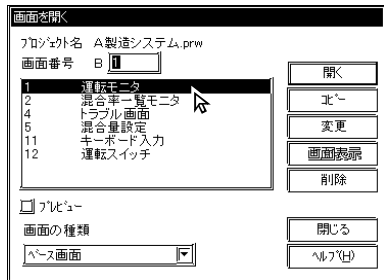 画面を開く
プロジェクト名 A製造システム.prw
画面番号 B 1
1 運転モニタ
2 混合率一覧モニタ
4 トラブル画面
5 混合量設定
11 キーボード入力
12 運転スイッチ
プレビュー
画面の種類
ベース画面
開く
コピー
変更
画面表示
削除
閉じる
ヘルプ(H)